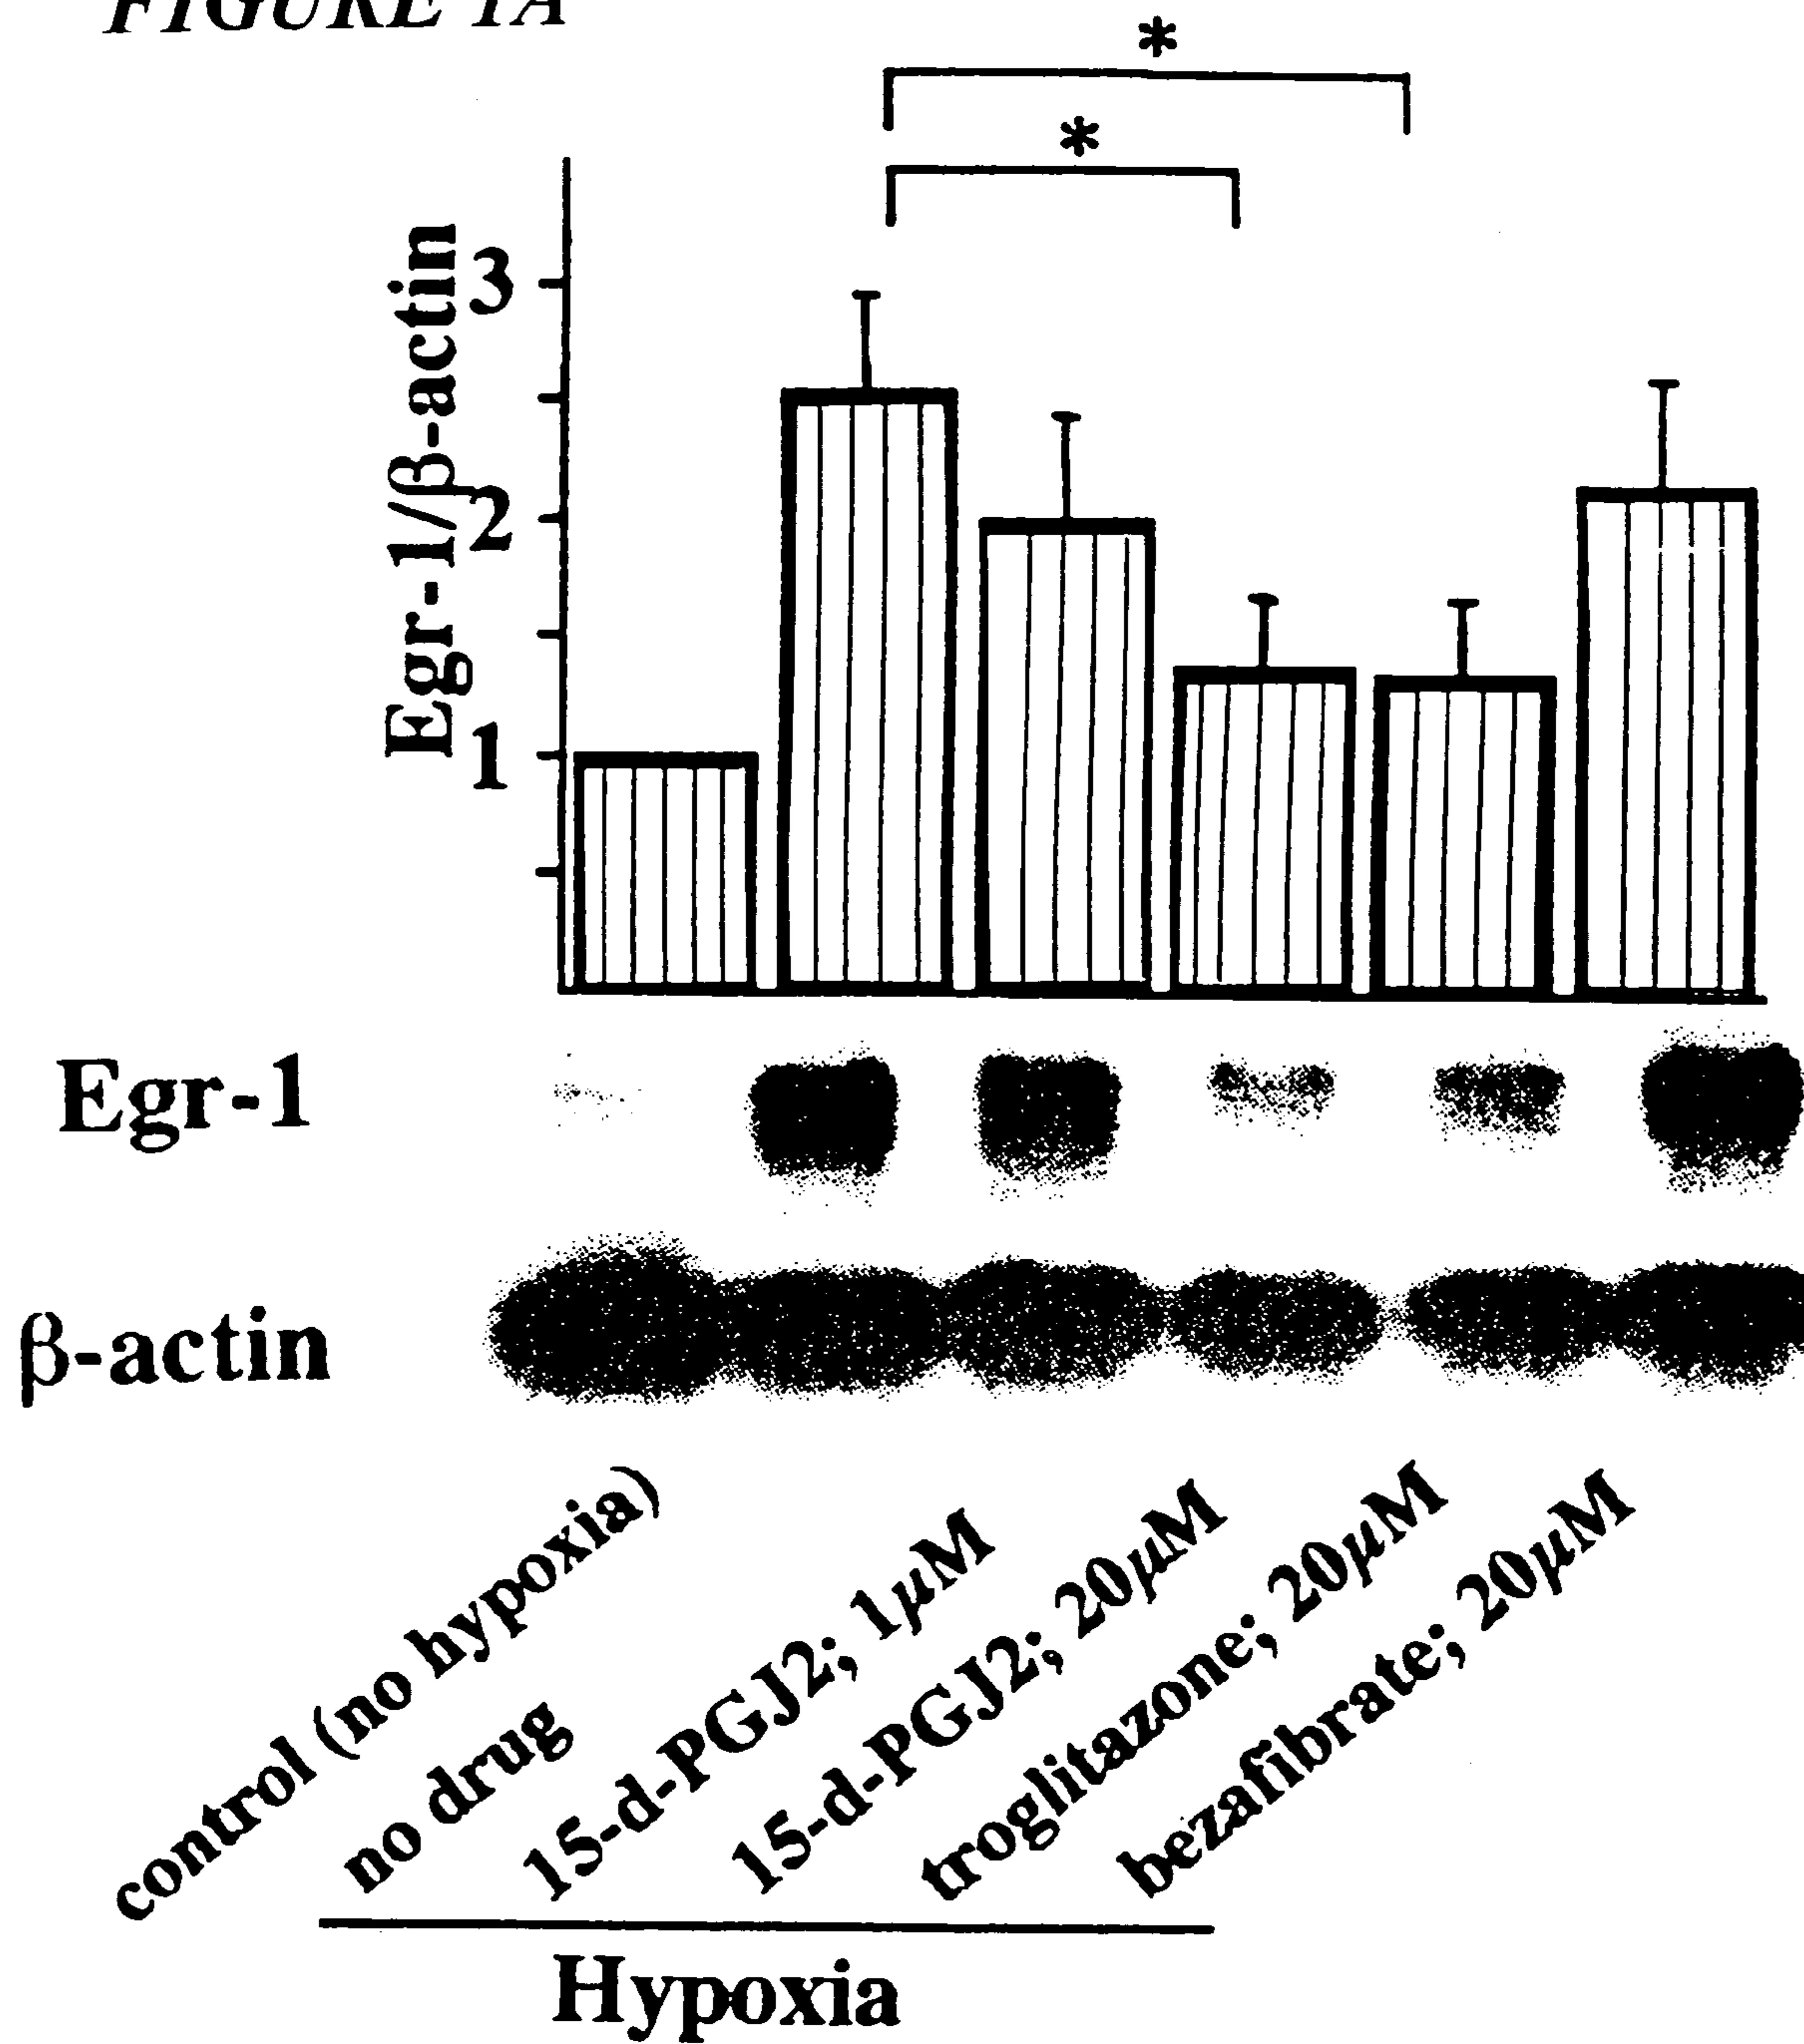 FIGURE 1A
*
*
Egr-1/β-actin
3
2
1
Egr-1
β-actin
control (no hypoxia)
no drug
15-d-PGJ2; 1μM
15-d-PGJ2; 20μM
troglitazone; 20μM
bezafibrate; 20μM
Hypoxia